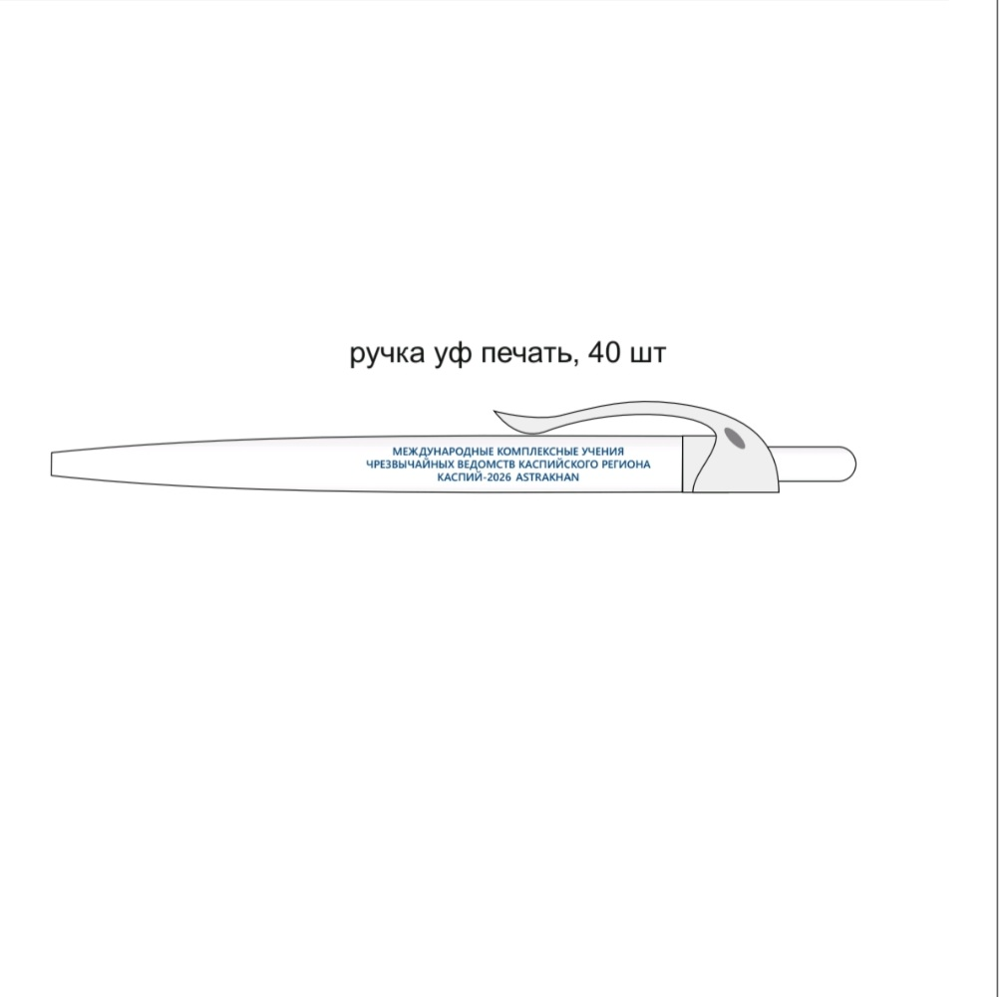 ручка уф печать, 40 шт
МЕЖДУНАРОДНЫЕ КОМПЛЕКСНЫЕ УЧЕНИЯ
ЧРЕЗВЫЧАЙНЫХ ВЕДОМСТВ КАСПИЙСКОГО РЕГИОНА
КАСПИЙ-2026 ASTRAKHAN